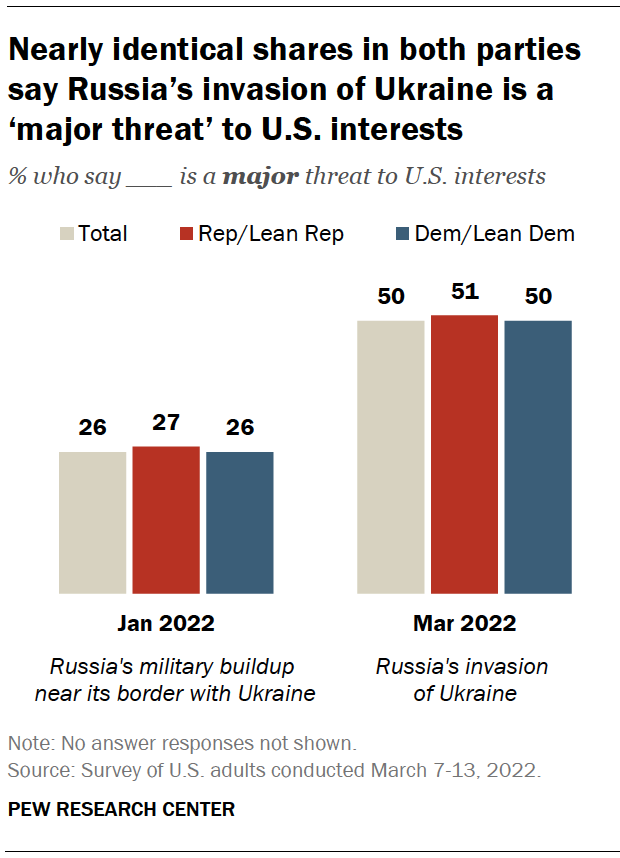 Nearly identical shares in both parties
say Russia’s invasion of Ukraine is a
‘major threat’ to U.S. interests
% who say ____ is a major threat to U.S. interests
Total Rep/Lean Rep Dem/Lean Dem
50 51 50
26 27 26
Jan 2022 Mar 2022
Russia's military buildup Russia's invasion
near its border with Ukraine of Ukraine
Note: No answer responses not shown.
Source: Survey of U.S. adults conducted March 7-13, 2022.
PEW RESEARCH CENTER